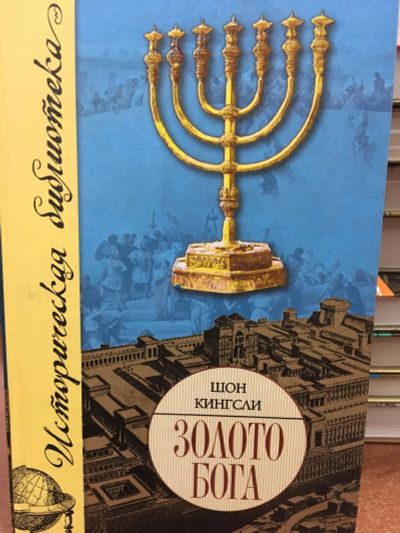 Историческая библиотека
ШОН
КИНГСЛИ
ЗОЛОТО
БОГА